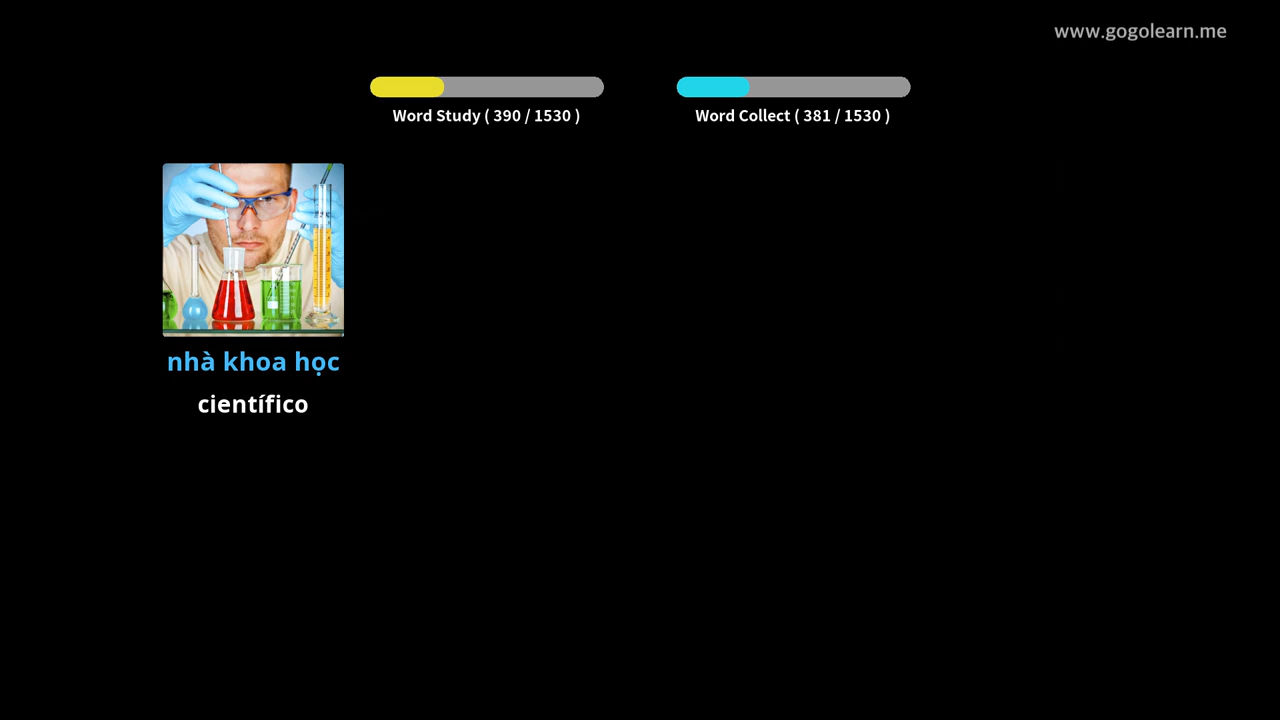 www.gogolearn.me
Word Study ( 390 / 1530 )
Word Collect ( 381 / 1530 )
nhà khoa học
científico